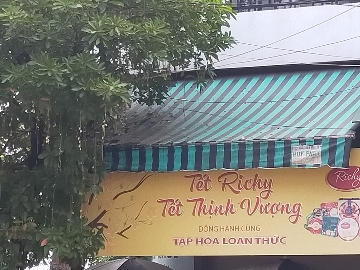 Tết Richy
Richy
Tết Thịnh Vượng
ĐỒNG HÀNH CÙNG
TẠP HÓA LOAN THỨC